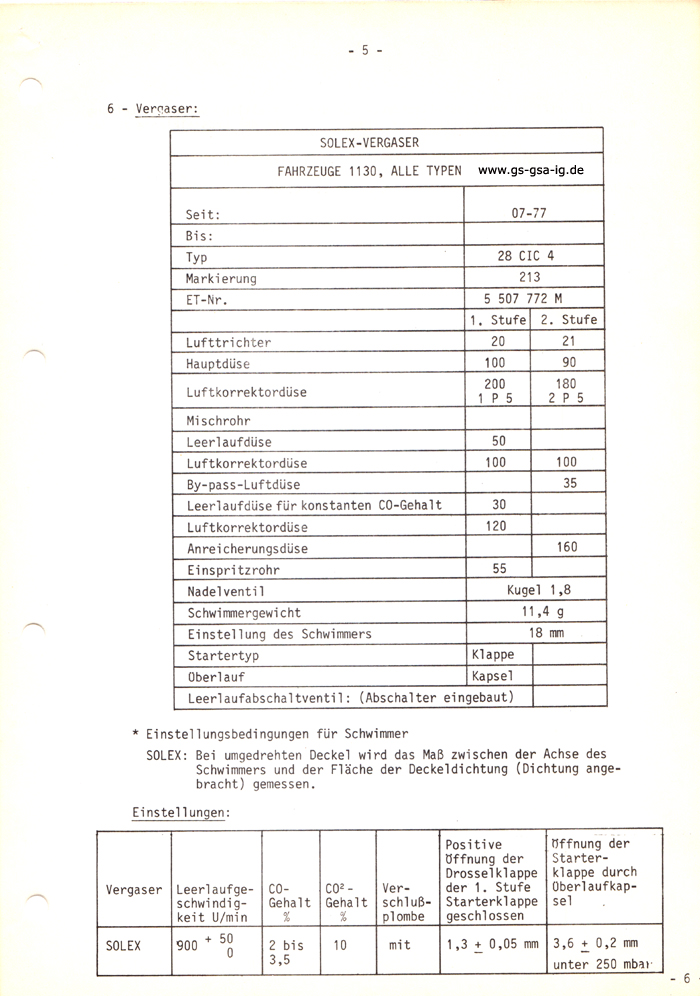 - 5 -
6 - Vergaser:
SOLEX-VERGASER
FAHRZEUGE 1130, ALLE TYPEN www.gs-gsa-ig.de
Seit: 07-77
Bis:
Typ 28 CIC 4
Markierung 213
ET-Nr. 5 507 772 M
1. Stufe 2. Stufe
Lufttrichter 20 21
Hauptdüse 100 90
Luftkorrektordüse 200 180
1 P 5 2 P 5
Mischrohr
Leerlaufdüse 50
Luftkorrektordüse 100 100
By-pass-Luftdüse 35
Leerlaufdüse für konstanten CO-Gehalt 30
Luftkorrektordüse 120
Anreicherungsdüse 160
Einspritzrohr 55
Nadelventil Kugel 1,8
Schwimmergewicht 11,4 g
Einstellung des Schwimmers 18 mm
Startertyp Klappe
Oberlauf Kapsel
Leerlaufabschaltventil: (Abschalter eingebaut)
* Einstellungsbedingungen für Schwimmer
SOLEX: Bei umgedrehten Deckel wird das Maß zwischen der Achse des
Schwimmers und der Fläche der Deckeldichtung (Dichtung ange-
bracht) gemessen.
Einstellungen:
Vergaser
Leerlaufge-
schwindig-
keit U/min
CO-
Gehalt
%
CO²-
Gehalt
%
Ver-
schluß-
plombe
Positive
Öffnung der
Drosselklappe
der 1. Stufe
Starterklappe
geschlossen
Öffnung der
Starter-
klappe durch
Oberlaufkap-
sel
SOLEX
900 + 50
0
2 bis
3,5
10
mit
1,3 ± 0,05 mm
3,6 ± 0,2 mm
unter 250 mbar
- 6